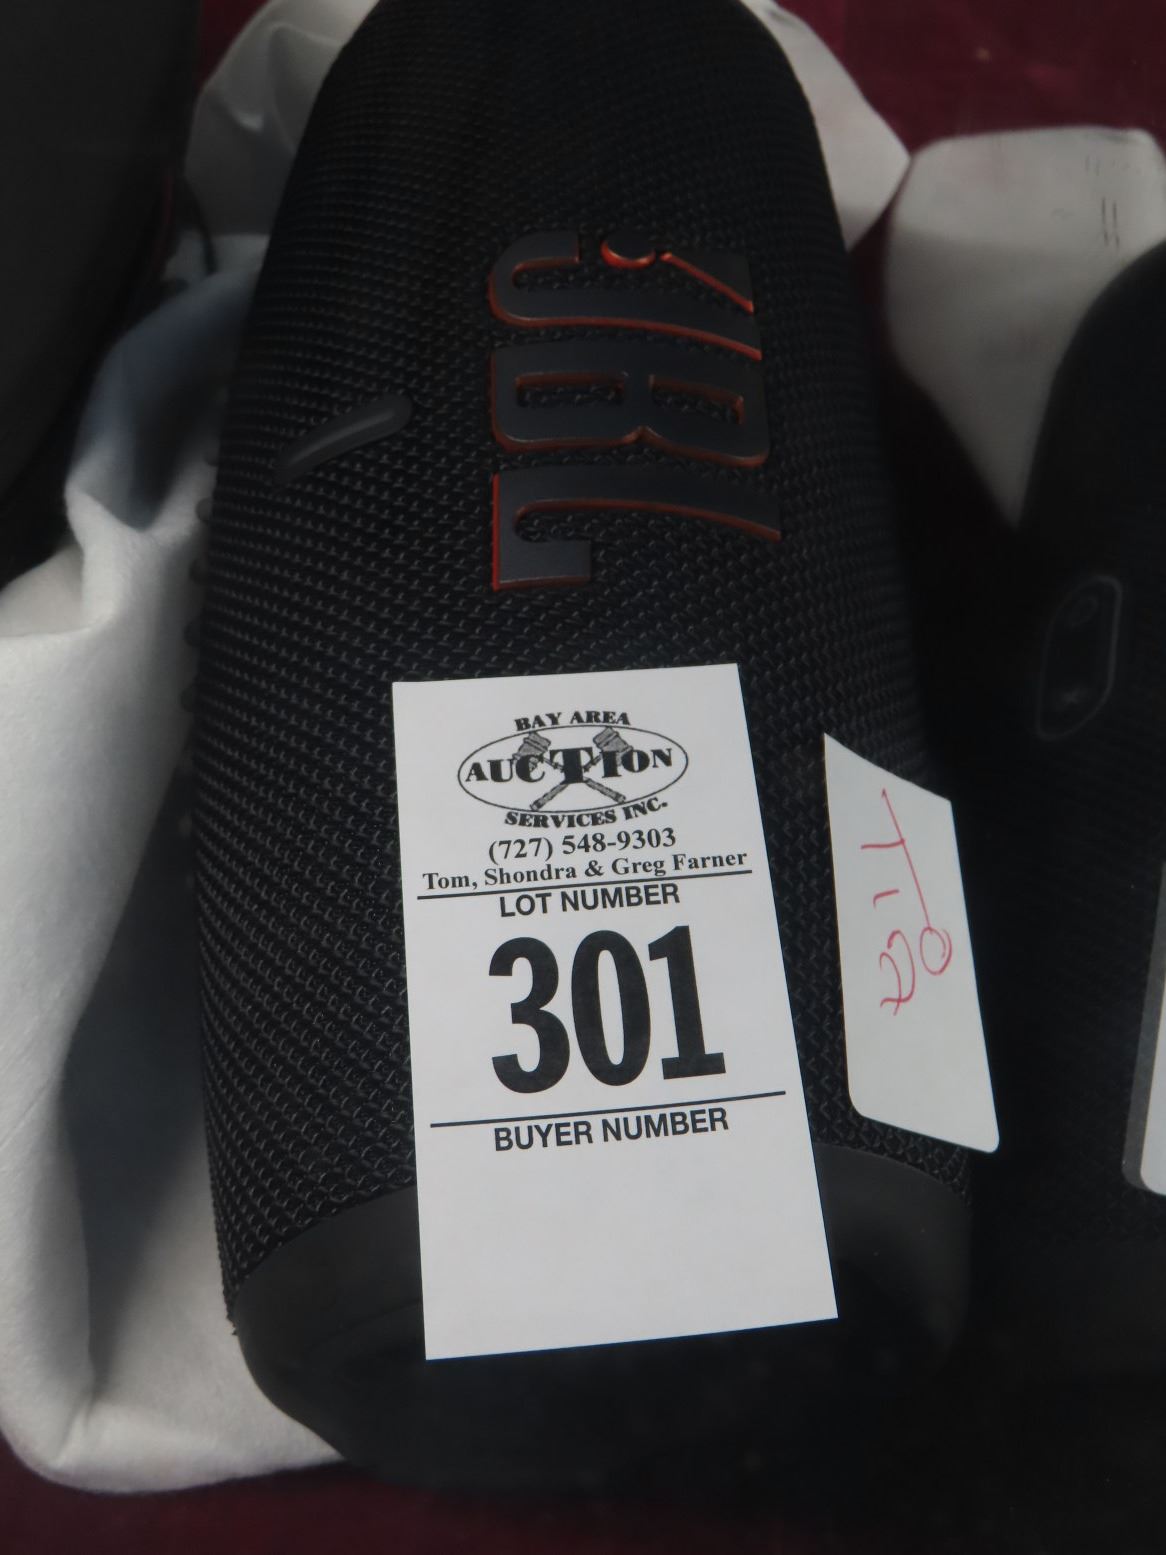 JBL
BAY AREA
AUCTION
SERVICES INC.
(727) 548-9303
Tom, Shondra & Greg Farner
LOT NUMBER
301
BUYER NUMBER